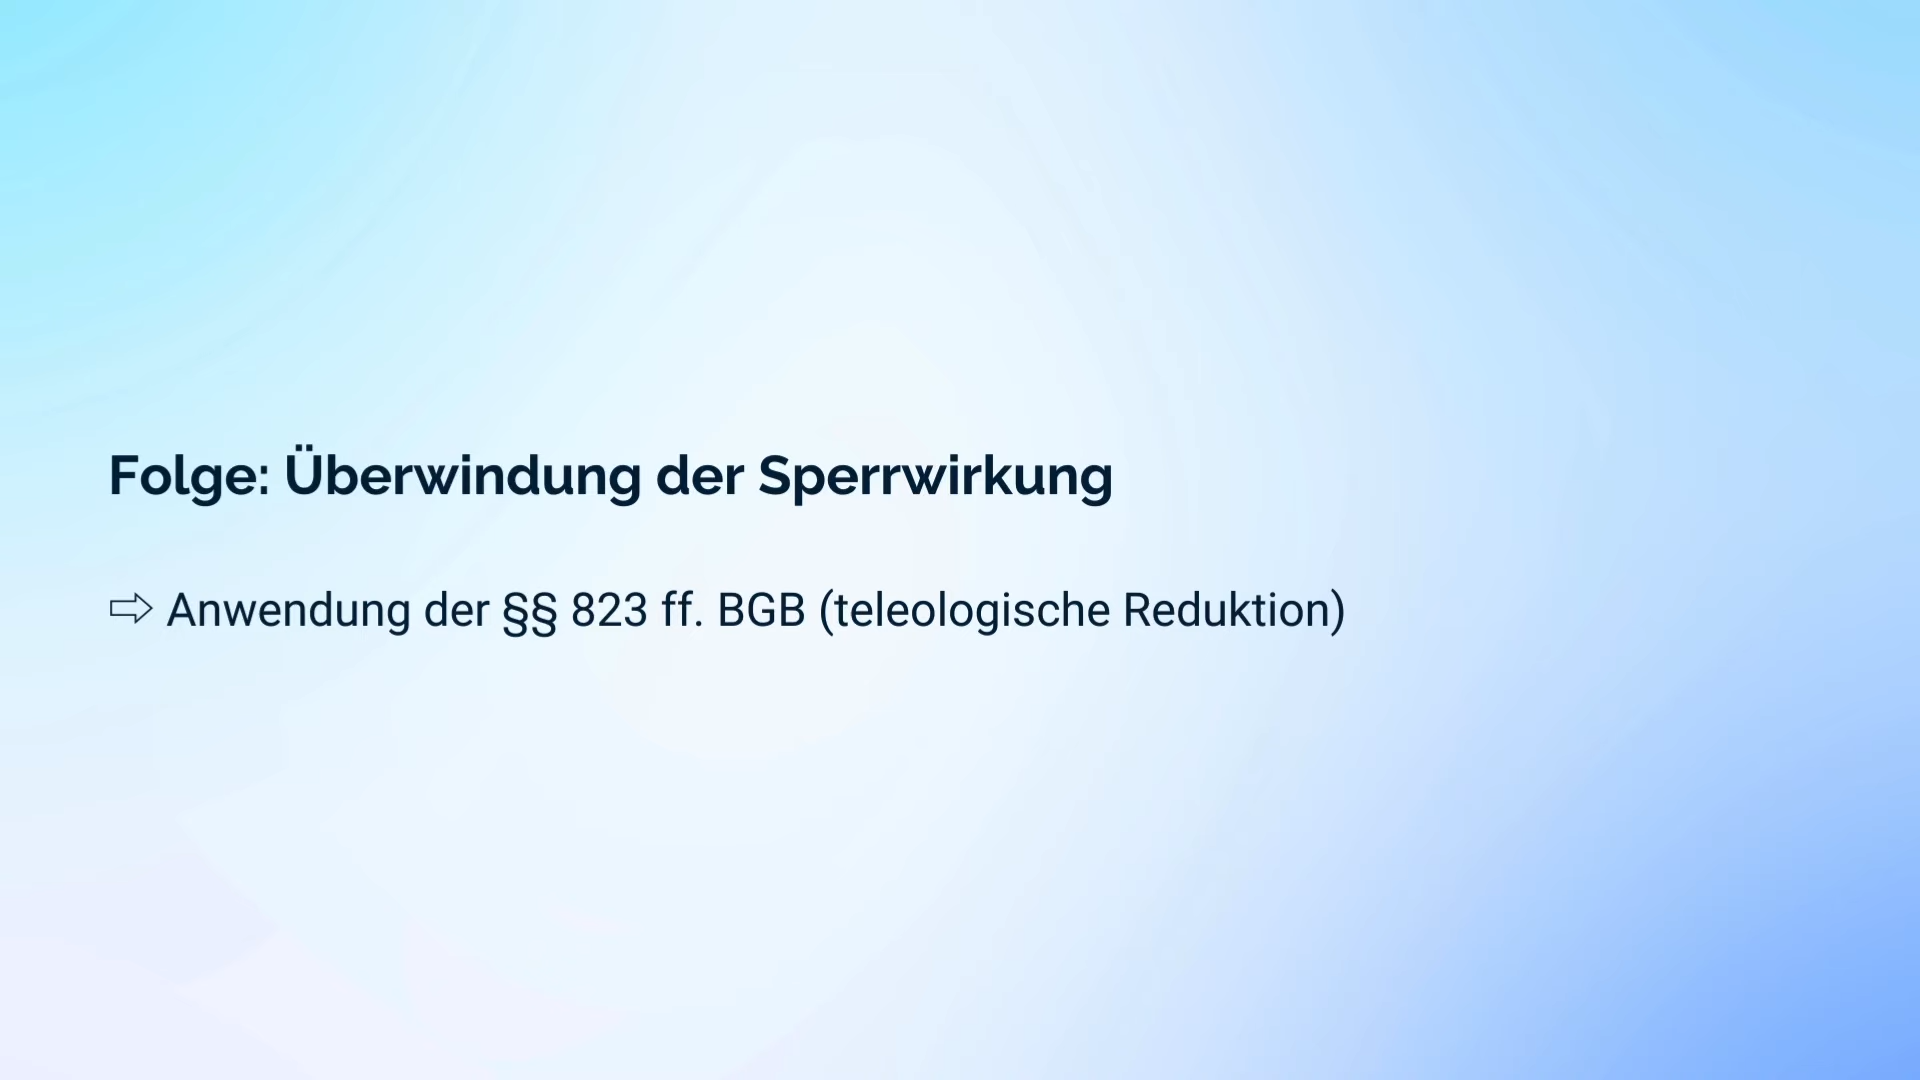 Folge: Überwindung der Sperrwirkung
⇨ Anwendung der §§ 823 ff. BGB (teleologische Reduktion)